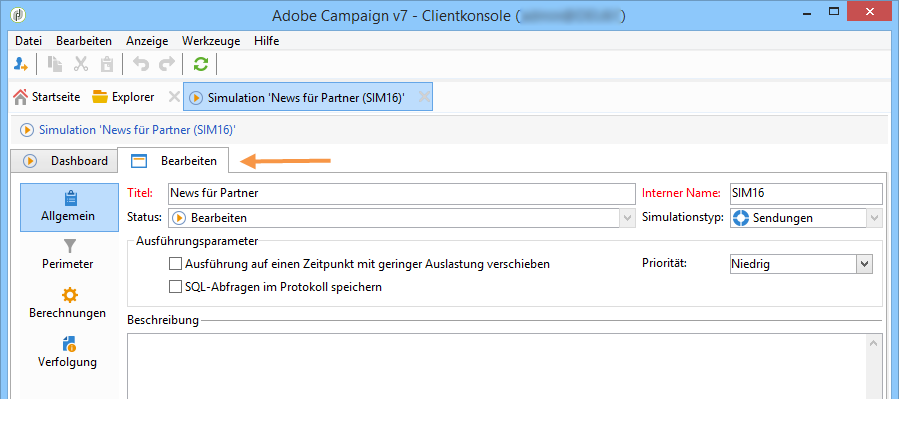 Adobe Campaign v7 - Clientkonsole ( )
Datei Bearbeiten Anzeige Werkzeuge Hilfe
Startseite Explorer Simulation 'News für Partner (SIM16)'
Simulation 'News für Partner (SIM16)'
Dashboard Bearbeiten
Allgemein
Perimeter
Berechnungen
Verfolgung
Titel: News für Partner Interner Name: SIM16
Status: Bearbeiten Simulationstyp: Sendungen
Ausführungsparameter
Ausführung auf einen Zeitpunkt mit geringer Auslastung verschieben Priorität: Niedrig
SQL-Abfragen im Protokoll speichern
Beschreibung